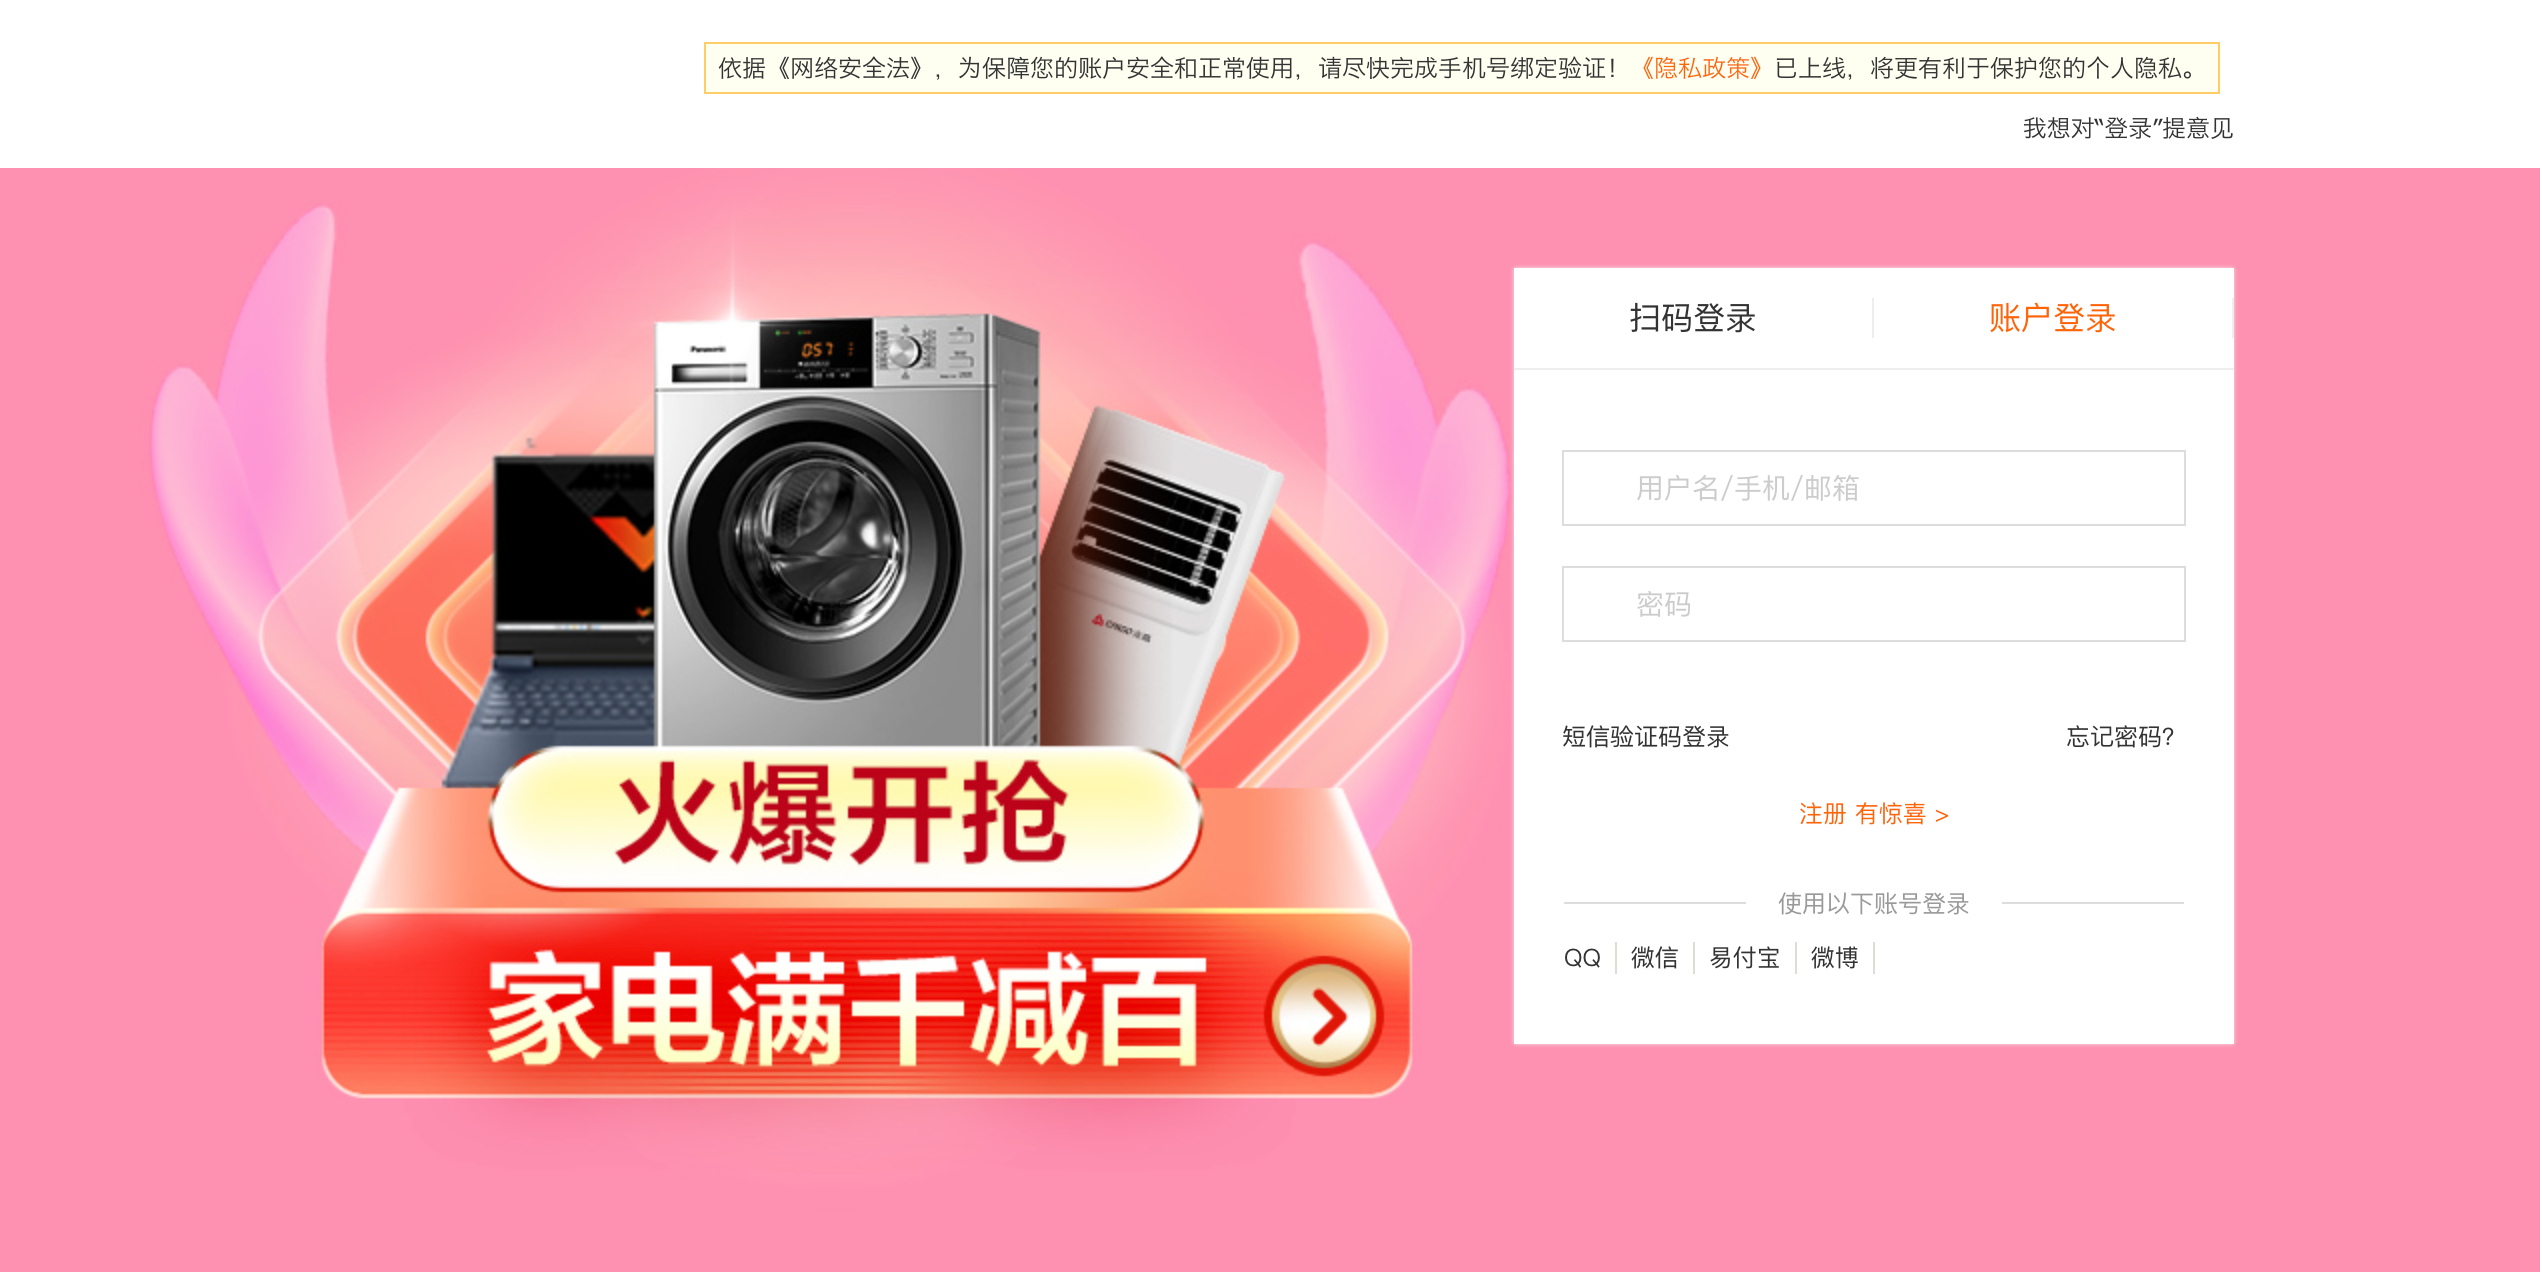 依据《网络安全法》，为保障您的账户安全和正常使用，请尽快完成手机号绑定验证！《隐私政策》已上线，将更有利于保护您的个人隐私。
我想对“登录”提意见
Panasonic
0:57
火爆开抢
家电满千减百
扫码登录
账户登录
用户名/手机/邮箱
密码
短信验证码登录
忘记密码?
注册 有惊喜 >
使用以下账号登录
QQ
微信
易付宝
微博